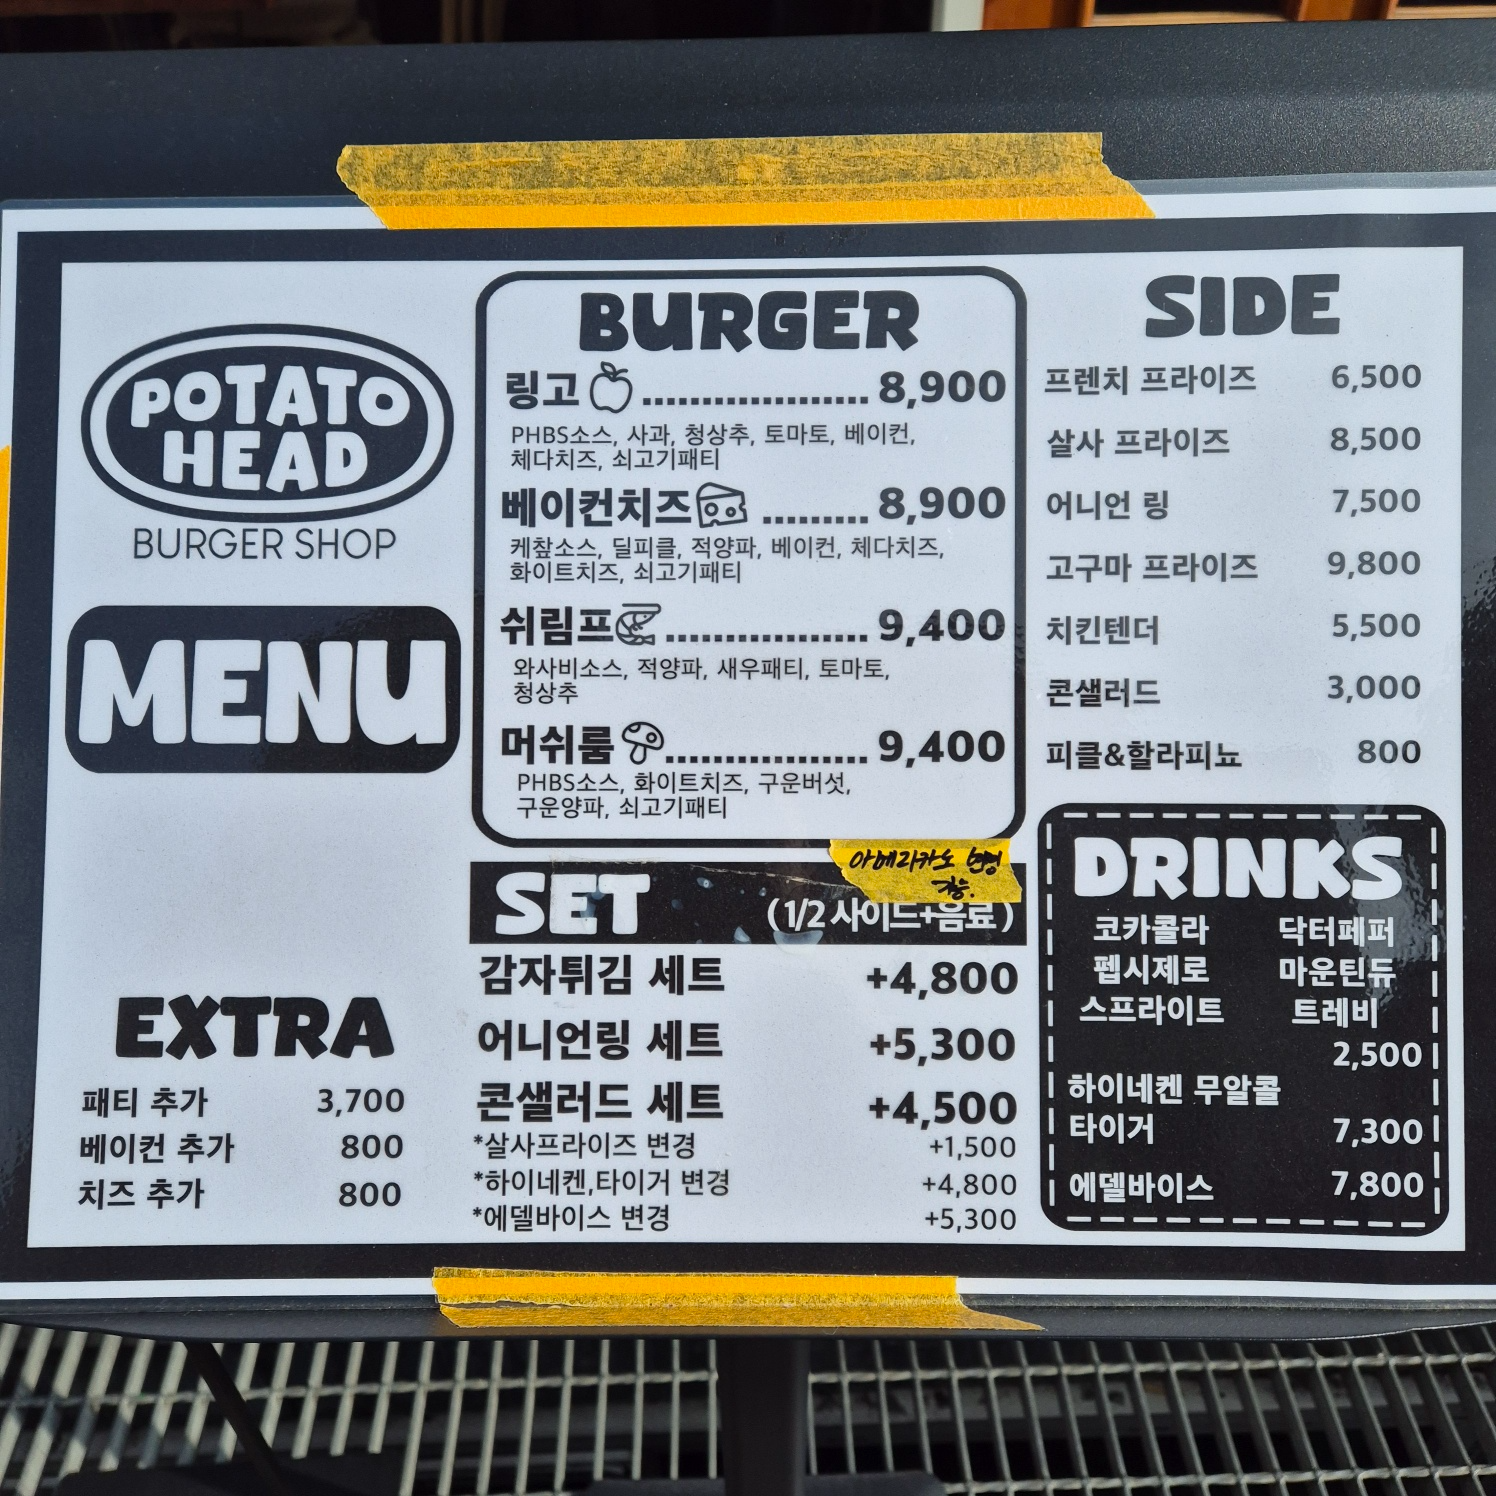 POTATO
HEAD
BURGER SHOP
MENU
EXTRA
패티 추가 3,700
베이컨 추가 800
치즈 추가 800
BURGER
링고 ................... 8,900
PHBS소스, 사과, 청상추, 토마토, 베이컨,
체다치즈, 쇠고기패티
베이컨치즈 ......... 8,900
케찹소스, 딜피클, 적양파, 베이컨, 체다치즈,
화이트치즈, 쇠고기패티
쉬림프 ................. 9,400
와사비소스, 적양파, 새우패티, 토마토,
청상추
머쉬룸 ................. 9,400
PHBS소스, 화이트치즈, 구운버섯,
구운양파, 쇠고기패티
아메리카노 변경
가능.
SET (1/2 사이드+음료)
감자튀김 세트 +4,800
어니언링 세트 +5,300
콘샐러드 세트 +4,500
*살사프라이즈 변경 +1,500
*하이네켄,타이거 변경 +4,800
*에델바이스 변경 +5,300
SIDE
프렌치 프라이즈 6,500
살사 프라이즈 8,500
어니언 링 7,500
고구마 프라이즈 9,800
치킨텐더 5,500
콘샐러드 3,000
피클&할라피뇨 800
DRINKS
코카콜라 닥터페퍼
펩시제로 마운틴듀
스프라이트 트레비
2,500
하이네켄 무알콜
타이거 7,300
에델바이스 7,800